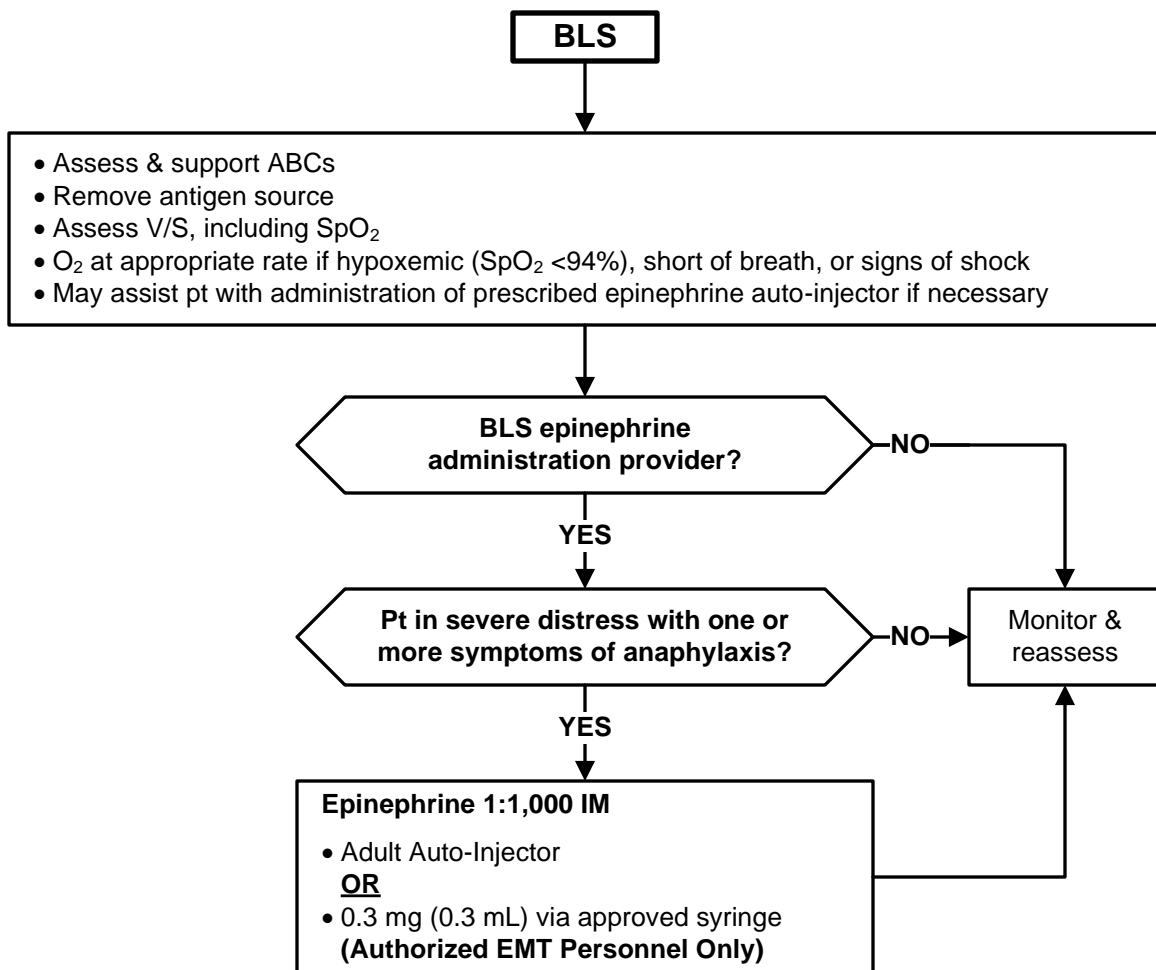 BLS
• Assess & support ABCs
• Remove antigen source
• Assess V/S, including SpO₂
• O₂ at appropriate rate if hypoxemic (SpO₂ <94%), short of breath, or signs of shock
• May assist pt with administration of prescribed epinephrine auto-injector if necessary
BLS epinephrine
administration provider?
NO
YES
Pt in severe distress with one or
more symptoms of anaphylaxis?
NO
Monitor &
reassess
YES
Epinephrine 1:1,000 IM
• Adult Auto-Injector
OR
• 0.3 mg (0.3 mL) via approved syringe
(Authorized EMT Personnel Only)